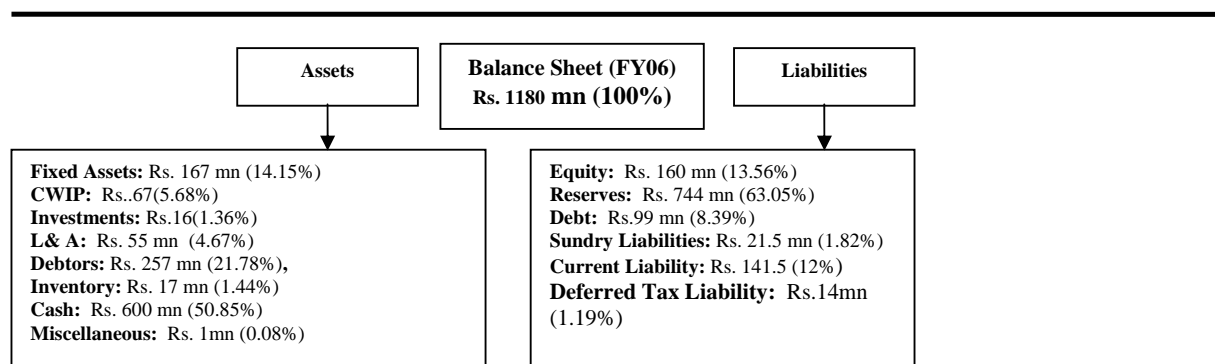 Assets
Balance Sheet (FY06)
Rs. 1180 mn (100%)
Liabilities
Fixed Assets: Rs. 167 mn (14.15%)
CWIP: Rs..67(5.68%)
Investments: Rs.16(1.36%)
L& A: Rs. 55 mn (4.67%)
Debtors: Rs. 257 mn (21.78%),
Inventory: Rs. 17 mn (1.44%)
Cash: Rs. 600 mn (50.85%)
Miscellaneous: Rs. 1mn (0.08%)
Equity: Rs. 160 mn (13.56%)
Reserves: Rs. 744 mn (63.05%)
Debt: Rs.99 mn (8.39%)
Sundry Liabilities: Rs. 21.5 mn (1.82%)
Current Liability: Rs. 141.5 (12%)
Deferred Tax Liability: Rs.14mn
(1.19%)